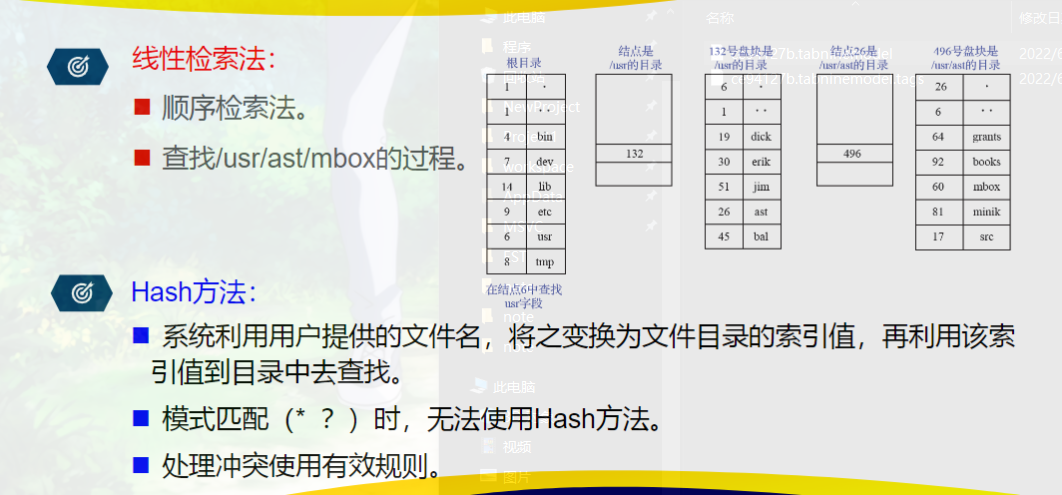 线性检索法：
顺序检索法。
查找/usr/ast/mbox的过程。
根目录
1 ·
1 ··
4 bin
7 dev
14 lib
9 etc
6 usr
8 tmp
在结点6中查找
usr字段
结点是
/usr的目录
132
132号盘块是
/usr的目录
6 ·
1 ··
19 dick
30 erik
51 jim
26 ast
45 bal
结点26是
/usr/ast的目录
496
496号盘块是
/usr/ast的目录
26 ·
6 ··
64 grants
92 books
60 mbox
81 minik
17 src
Hash方法：
系统利用用户提供的文件名，将之变换为文件目录的索引值，再利用该索
引值到目录中去查找。
模式匹配（* ？）时，无法使用Hash方法。
处理冲突使用有效规则。
此电脑
程序
NewProject
workSpace
AppData
note
此电脑
视频
图片
名称
修改日
2022/6
2022/6